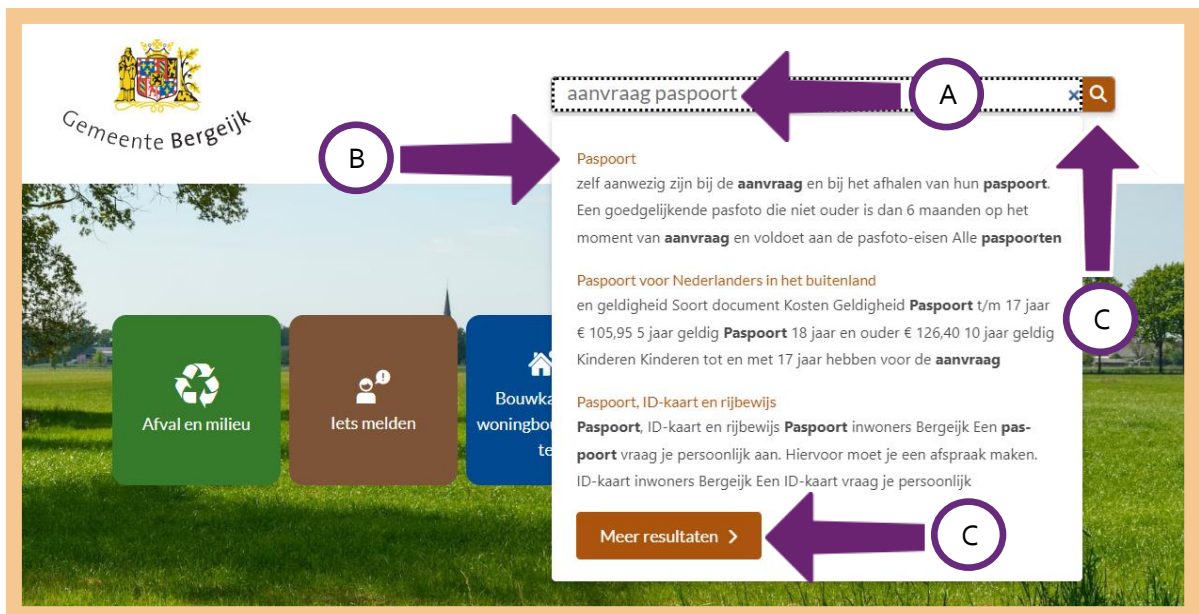 Gemeente Bergeijk
aanvraag paspoort
A
×
B
Paspoort
zelf aanwezig zijn bij de aanvraag en bij het afhalen van hun paspoort.
Een goedgelijkende pasfoto die niet ouder is dan 6 maanden op het
moment van aanvraag en voldoet aan de pasfoto-eisen Alle paspoorten
Paspoort voor Nederlanders in het buitenland
en geldigheid Soort document Kosten Geldigheid Paspoort t/m 17 jaar
€ 105,95 5 jaar geldig Paspoort 18 jaar en ouder € 126,40 10 jaar geldig
Kinderen Kinderen tot en met 17 jaar hebben voor de aanvraag
C
Paspoort, ID-kaart en rijbewijs
Paspoort, ID-kaart en rijbewijs Paspoort inwoners Bergeijk Een pas-
poort vraag je persoonlijk aan. Hiervoor moet je een afspraak maken.
ID-kaart inwoners Bergeijk Een ID-kaart vraag je persoonlijk
Meer resultaten
C
Afval en milieu
Iets melden
Bouwka
woningbou
te